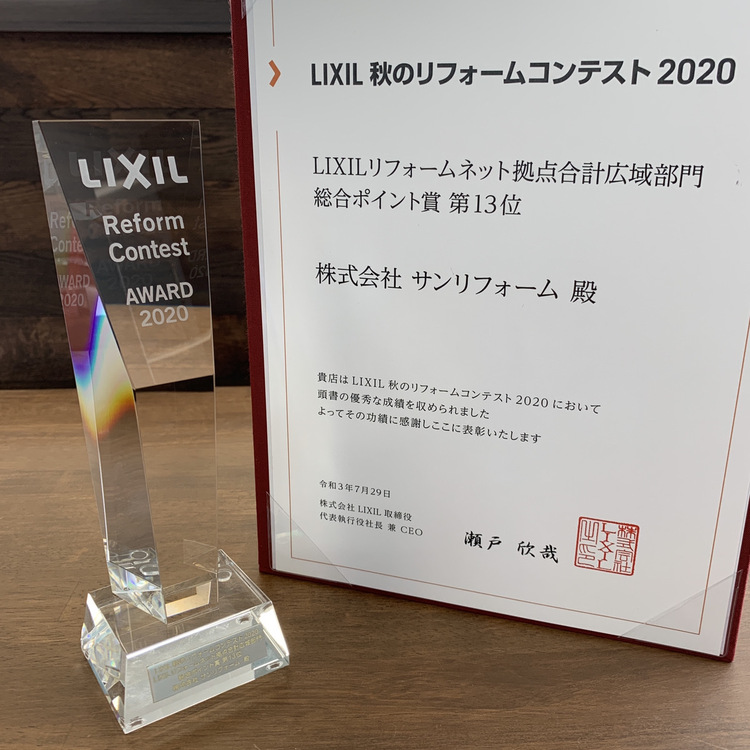 LIXIL
Reform
Contest
AWARD
2020
LIXIL 秋のリフォームコンテスト 2020
LIXILリフォームネット拠点合計広域部門
総合ポイント賞 第13位
株式会社 サンリフォーム 殿
貴店は LIXIL 秋のリフォームコンテスト 2020 において
頭書の優秀な成績を収められました
よってその功績に感謝しここに表彰いたします
令和3年7月29日
株式会社 LIXIL 取締役
代表執行役社長 兼 CEO
瀬戸 欣哉